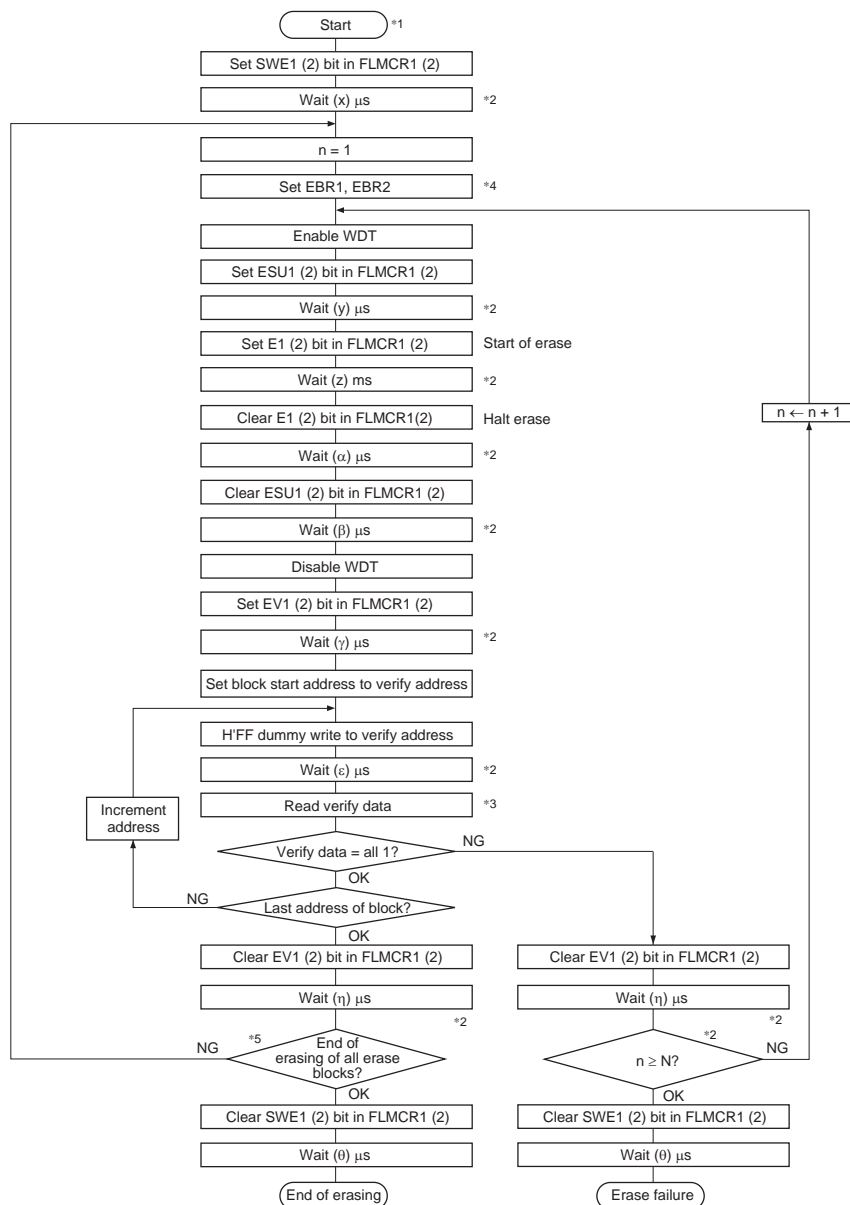 Start *1
Set SWE1 (2) bit in FLMCR1 (2)
Wait (x) μs *2
n = 1
Set EBR1, EBR2 *4
Enable WDT
Set ESU1 (2) bit in FLMCR1 (2)
Wait (y) μs *2
Set E1 (2) bit in FLMCR1 (2) Start of erase
Wait (z) ms *2
n ← n + 1
Clear E1 (2) bit in FLMCR1(2) Halt erase
Wait (α) μs *2
Clear ESU1 (2) bit in FLMCR1 (2)
Wait (β) μs *2
Disable WDT
Set EV1 (2) bit in FLMCR1 (2)
Wait (γ) μs *2
Set block start address to verify address
H'FF dummy write to verify address
Wait (ε) μs *2
Read verify data *3
Increment
address
Verify data = all 1?
NG
OK
NG
Last address of block?
OK
Clear EV1 (2) bit in FLMCR1 (2)
Wait (η) μs
*2
*5
NG
End of
erasing of all erase
blocks?
OK
Clear SWE1 (2) bit in FLMCR1 (2)
Wait (θ) μs
End of erasing
Clear EV1 (2) bit in FLMCR1 (2)
Wait (η) μs
*2
*2
n ≥ N?
NG
OK
Clear SWE1 (2) bit in FLMCR1 (2)
Wait (θ) μs
Erase failure